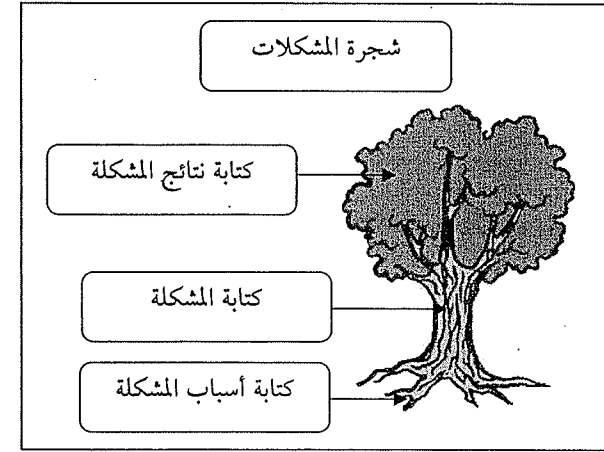 شجرة المشكلات
كتابة نتائج المشكلة
كتابة المشكلة
كتابة أسباب المشكلة